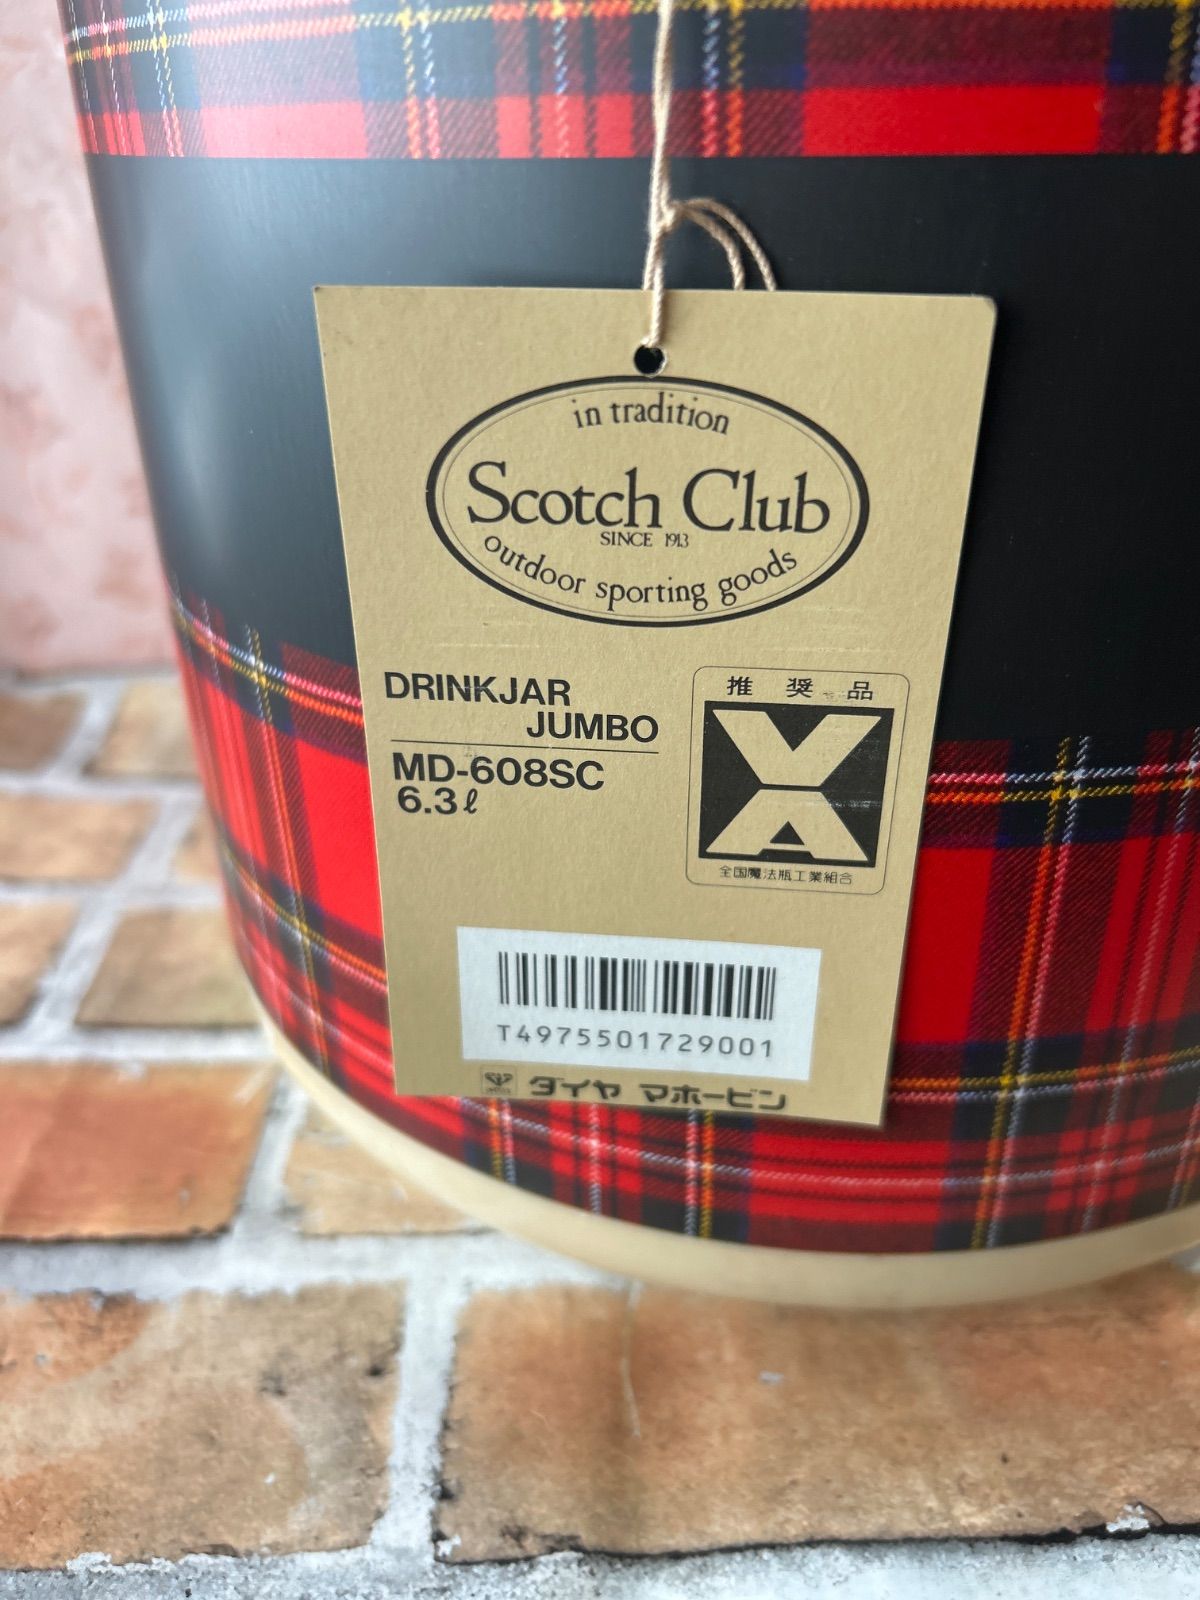 in tradition
Scotch Club
SINCE 1913
outdoor sporting goods
DRINKJAR
JUMBO
MD-608SC
6.3ℓ
推奨品
VA
全国魔法瓶工業組合
T4975501729001
ダイヤ マホービン